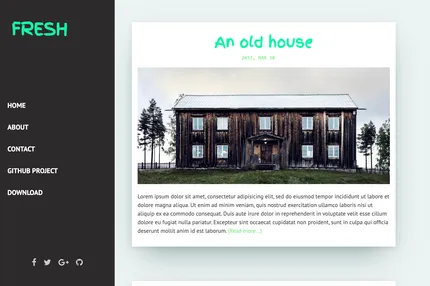 FRESH
HOME
ABOUT
CONTACT
GITHUB PROJECT
DOWNLOAD
An old house
2017, MAR 30
Lorem ipsum dolor sit amet, consectetur adipisicing elit, sed do eiusmod tempor incididunt ut labore et
dolore magna aliqua. Ut enim ad minim veniam, quis nostrud exercitation ullamco laboris nisi ut
aliquip ex ea commodo consequat. Duis aute irure dolor in reprehenderit in voluptate velit esse cillum
dolore eu fugiat nulla pariatur. Excepteur sint occaecat cupidatat non proident, sunt in culpa qui officia
deserunt mollit anim id est laborum. (Read more...)